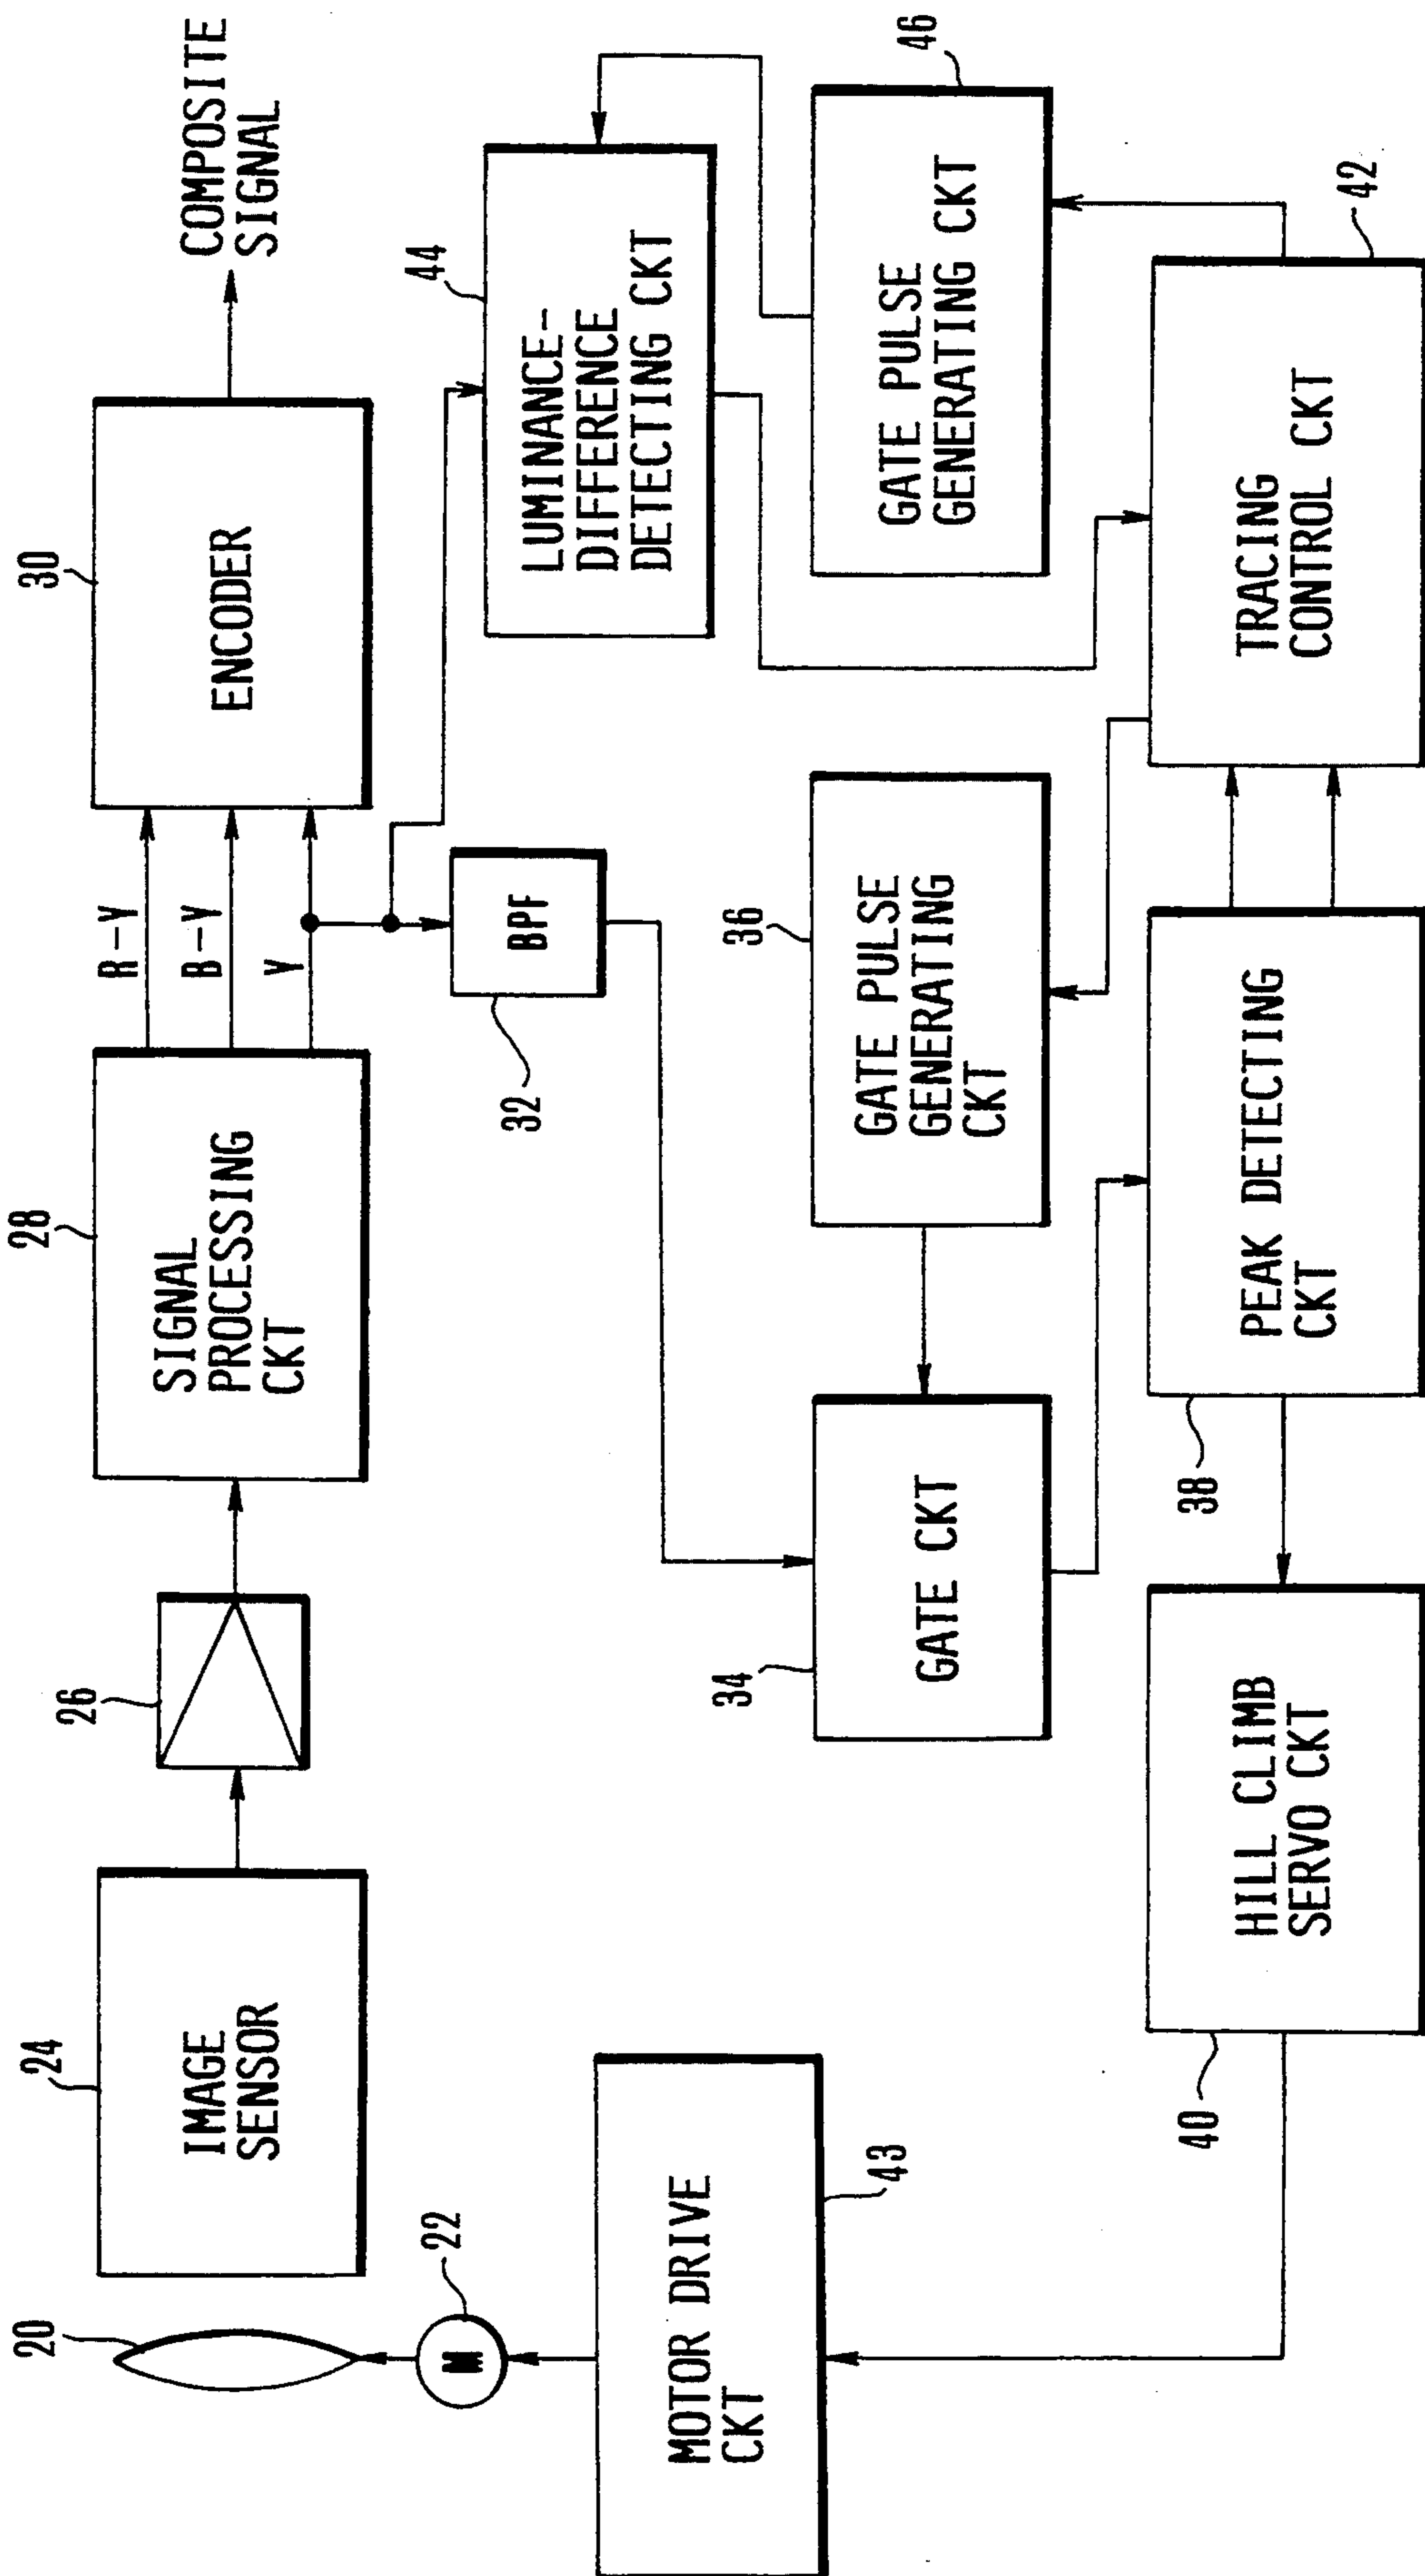 20
24
IMAGE
SENSOR
26
28
SIGNAL
PROCESSING
CKT
R-Y
B-Y
Y
30
ENCODER
COMPOSITE
SIGNAL
22
M
43
MOTOR DRIVE
CKT
32
BPF
44
LUMINANCE-
DIFFERENCE
DETECTING CKT
34
GATE CKT
36
GATE PULSE
GENERATING
CKT
46
GATE PULSE
GENERATING CKT
40
HILL CLIMB
SERVO CKT
38
PEAK DETECTING
CKT
42
TRACING
CONTROL CKT